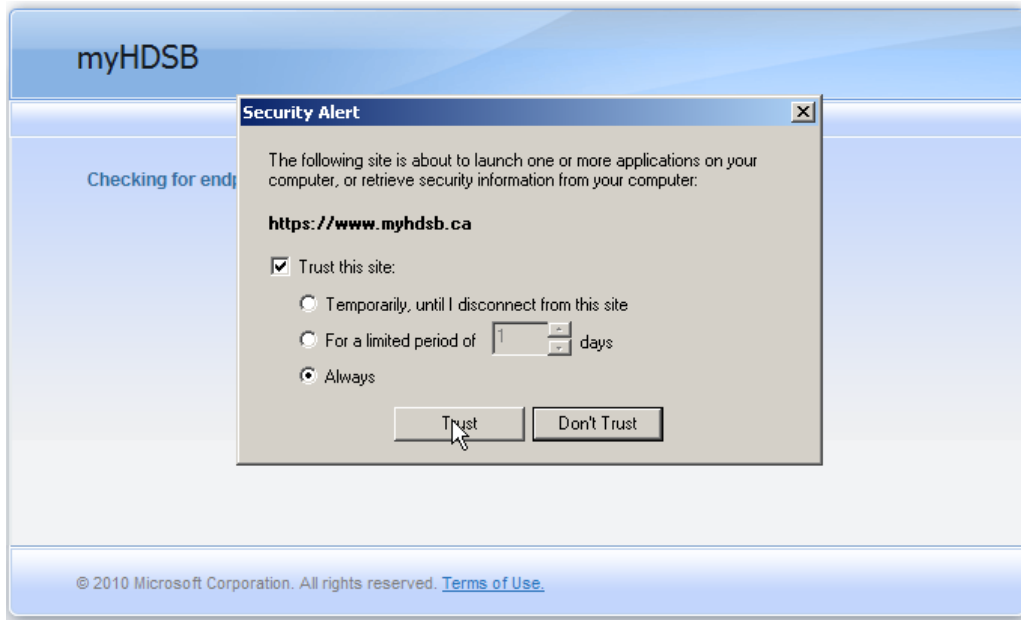 myHDSB
Security Alert
The following site is about to launch one or more applications on your
computer, or retrieve security information from your computer:
Checking for
https://www.myhdsb.ca
Trust this site:
Temporarily, until I disconnect from this site
For a limited period of 1 days
Always
Trust Don't Trust
© 2010 Microsoft Corporation. All rights reserved. Terms of Use.